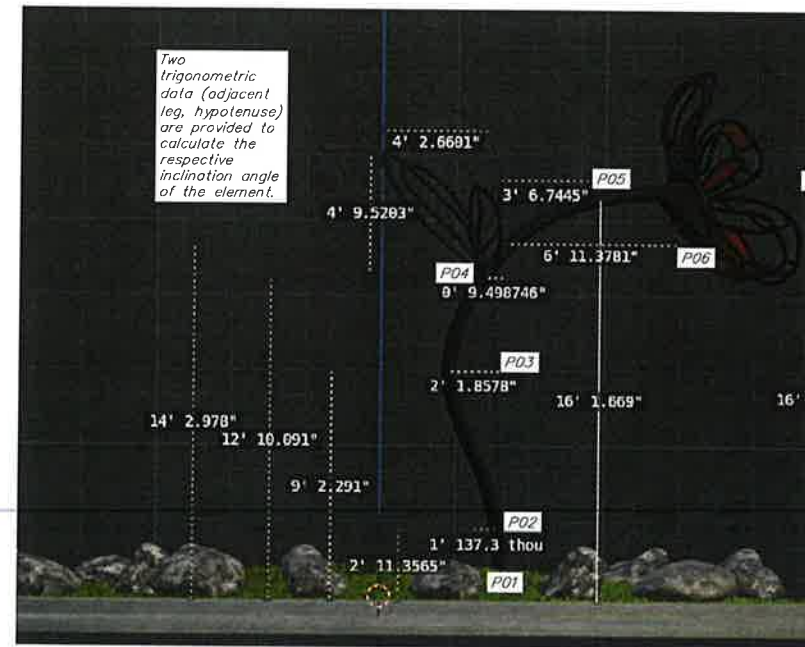 Two
trigonometric
data (adjacent
leg, hypotenuse)
are provided to
calculate the
respective
inclination angle
of the element.
4' 2.6601"
3' 6.7445"
P05
4' 9.5203"
6' 11.3781"
P06
P04
0' 9.498746"
P03
2' 1.8578"
16' 1.669"
16'
14' 2.978"
12' 10.091"
9' 2.291"
P02
1' 137.3 thou
2' 11.3565"
P01